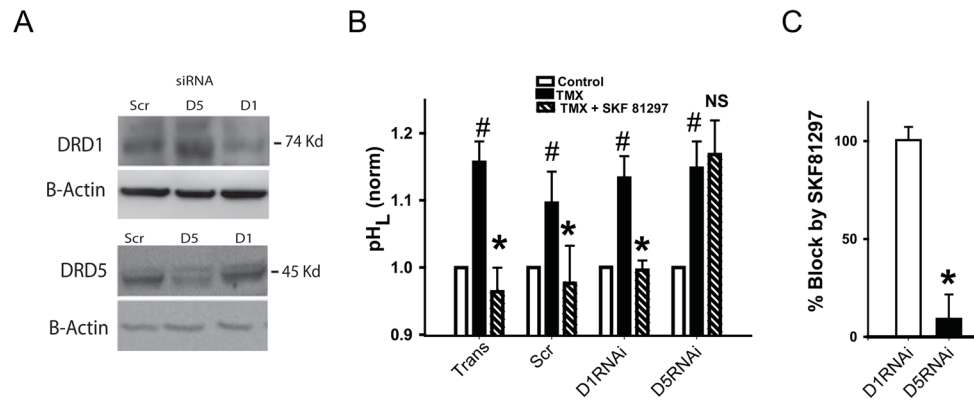 A
siRNA
Scr D5 D1
DRD1
- 74 Kd
B-Actin
Scr D5 D1
DRD5
- 45 Kd
B-Actin
B
Control
TMX
TMX + SKF 81297
NS
# # # #
* * *
1.2
1.1
1.0
0.9
pHL (norm)
Trans Scr D1RNAi D5RNAi
C
100
50
0
% Block by SKF81297
*
D1RNAi D5RNAi